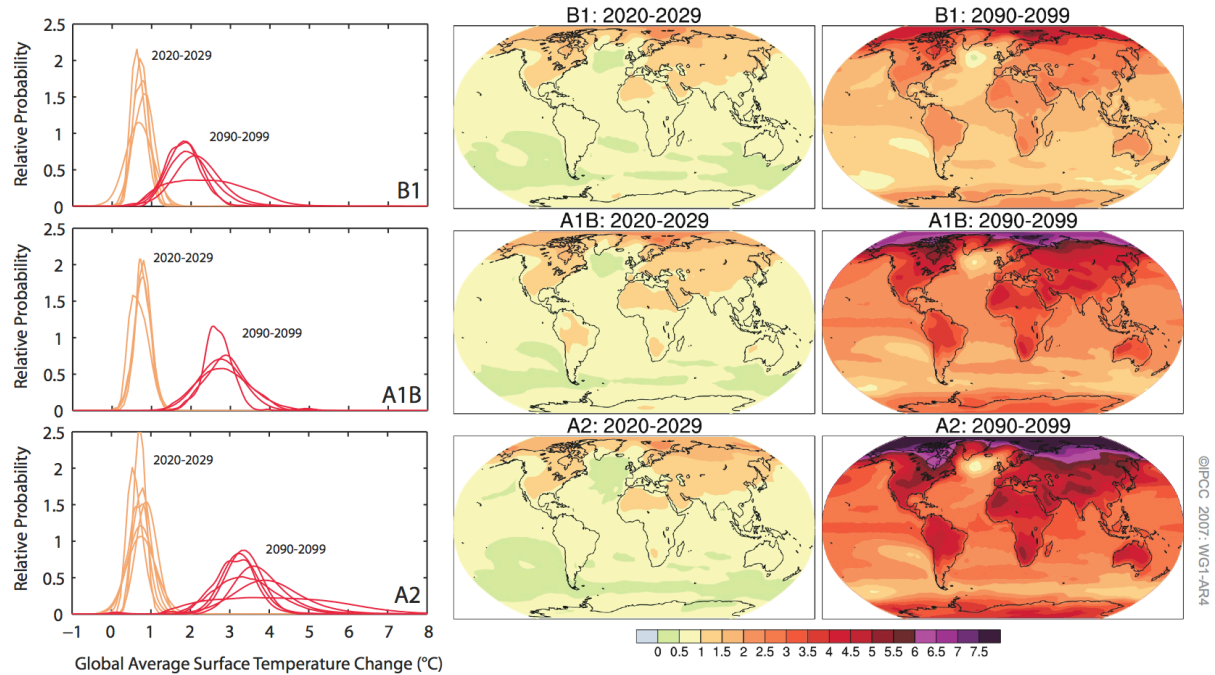 B1: 2020-2029
B1: 2090-2099
2.5
2
1.5
1
0.5
0
Relative Probability
2020-2029
2090-2099
B1
A1B: 2020-2029
A1B: 2090-2099
2.5
2
1.5
1
0.5
0
Relative Probability
2020-2029
2090-2099
A1B
A2: 2020-2029
A2: 2090-2099
2.5
2
1.5
1
0.5
0
Relative Probability
2020-2029
2090-2099
A2
−1 0 1 2 3 4 5 6 7 8
Global Average Surface Temperature Change (°C)
0 0.5 1 1.5 2 2.5 3 3.5 4 4.5 5 5.5 6 6.5 7 7.5
©IPCC 2007: WG1-AR4